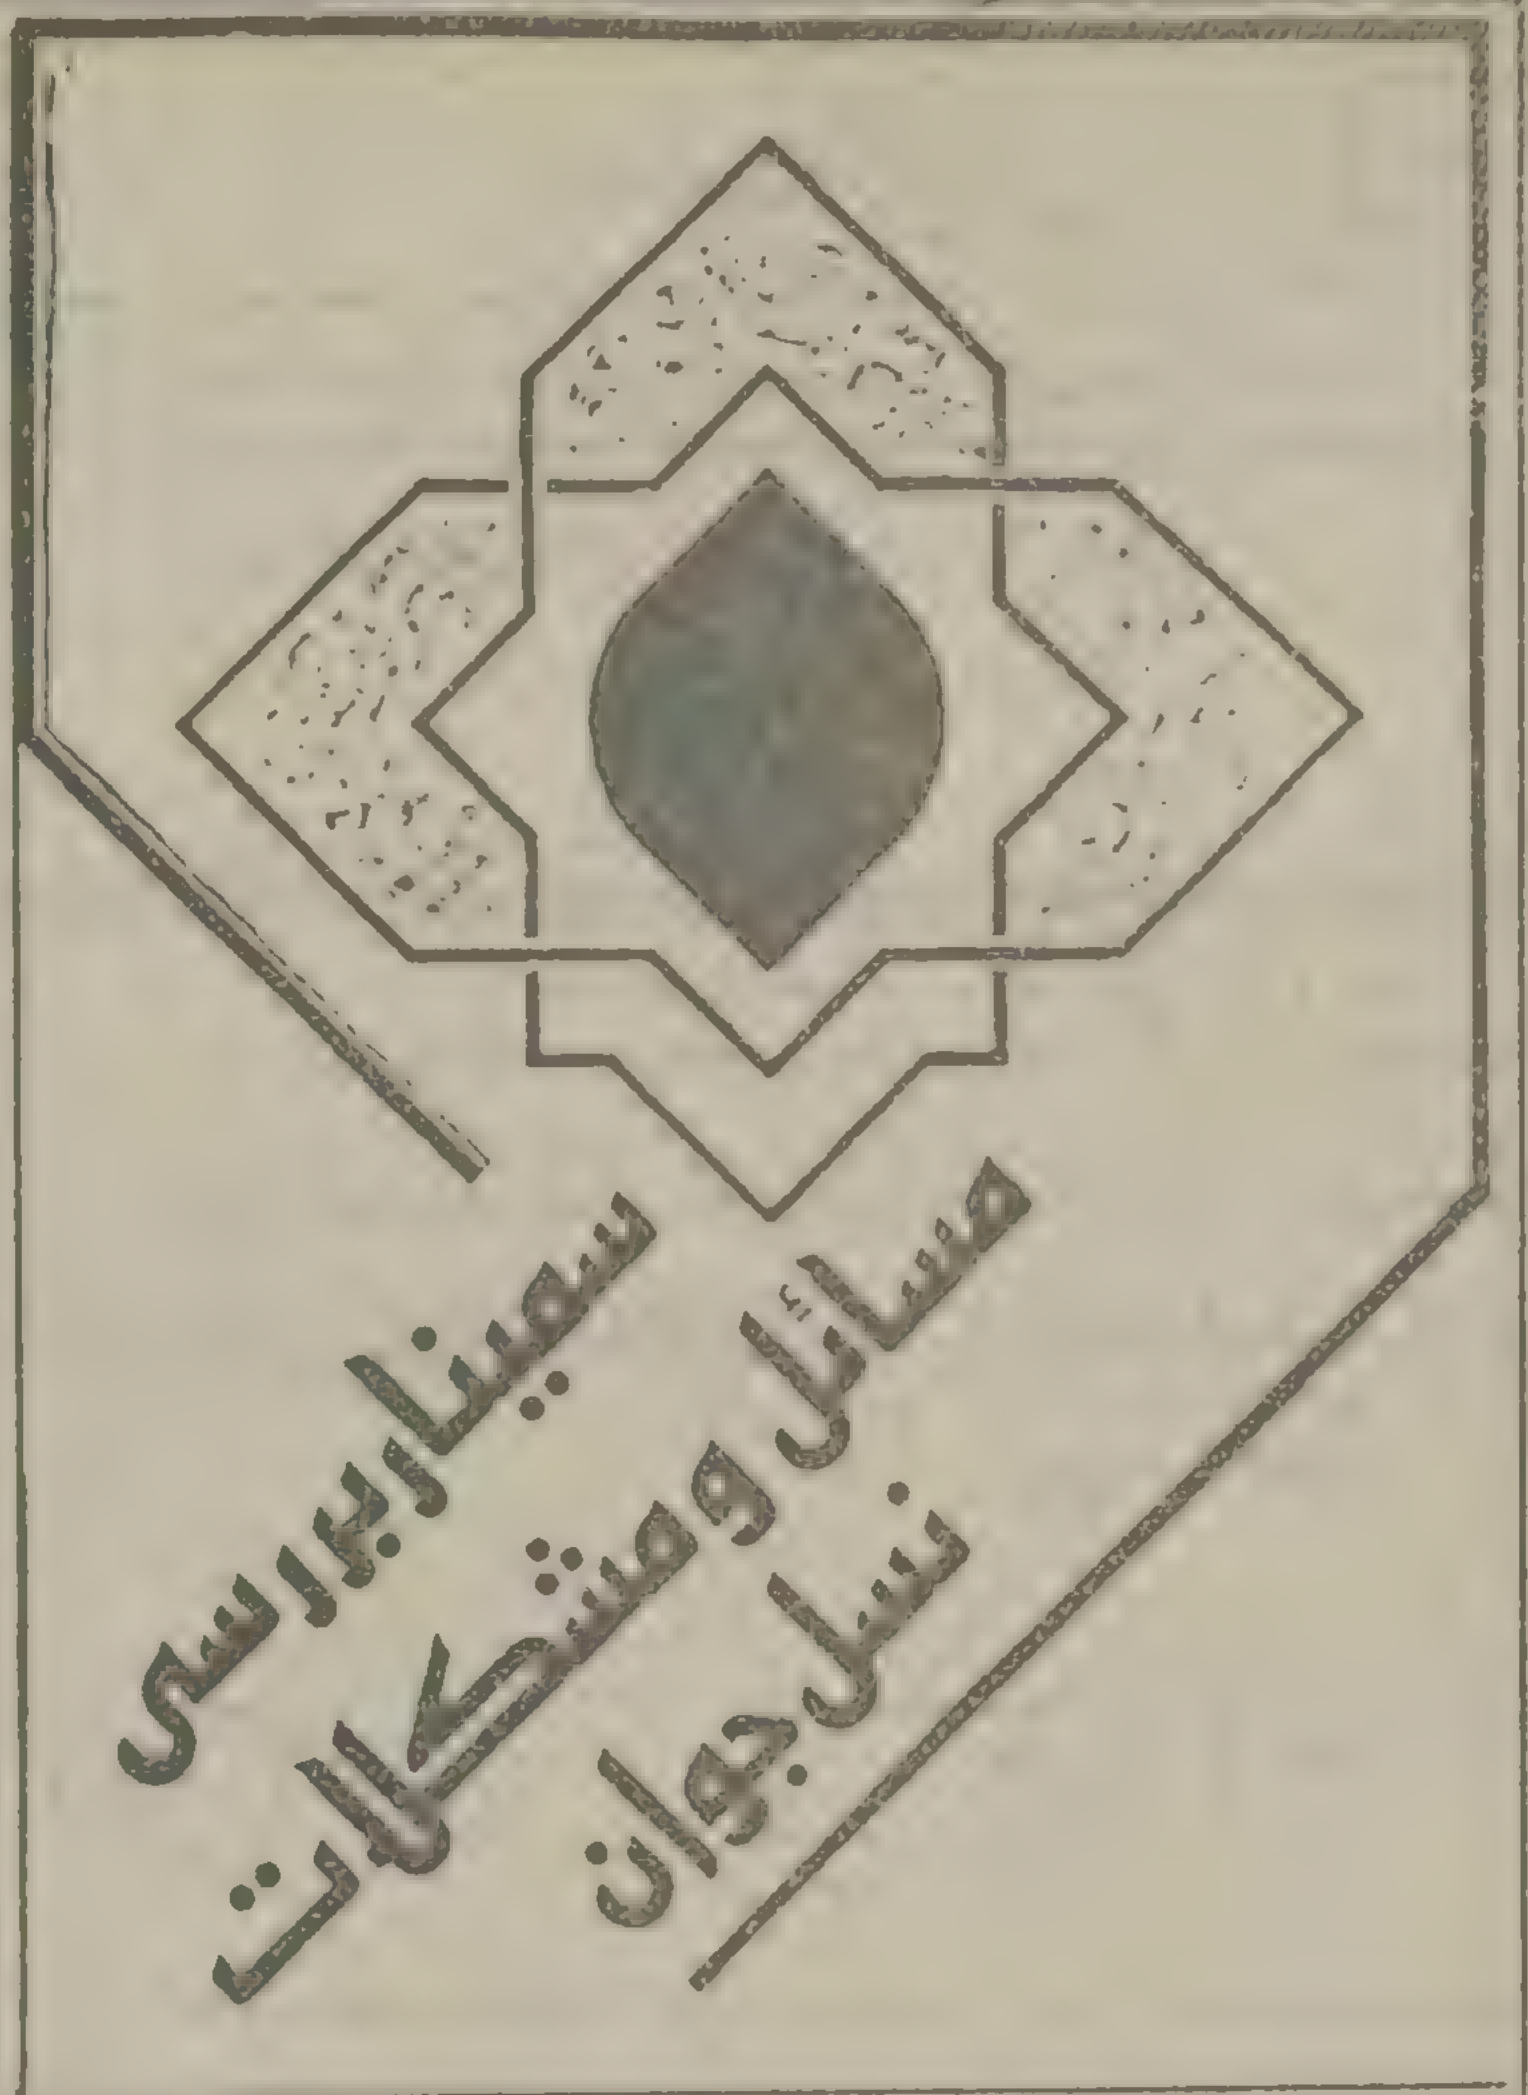 سمینار بررسی
مسائل و مشکلات
نسل جوان